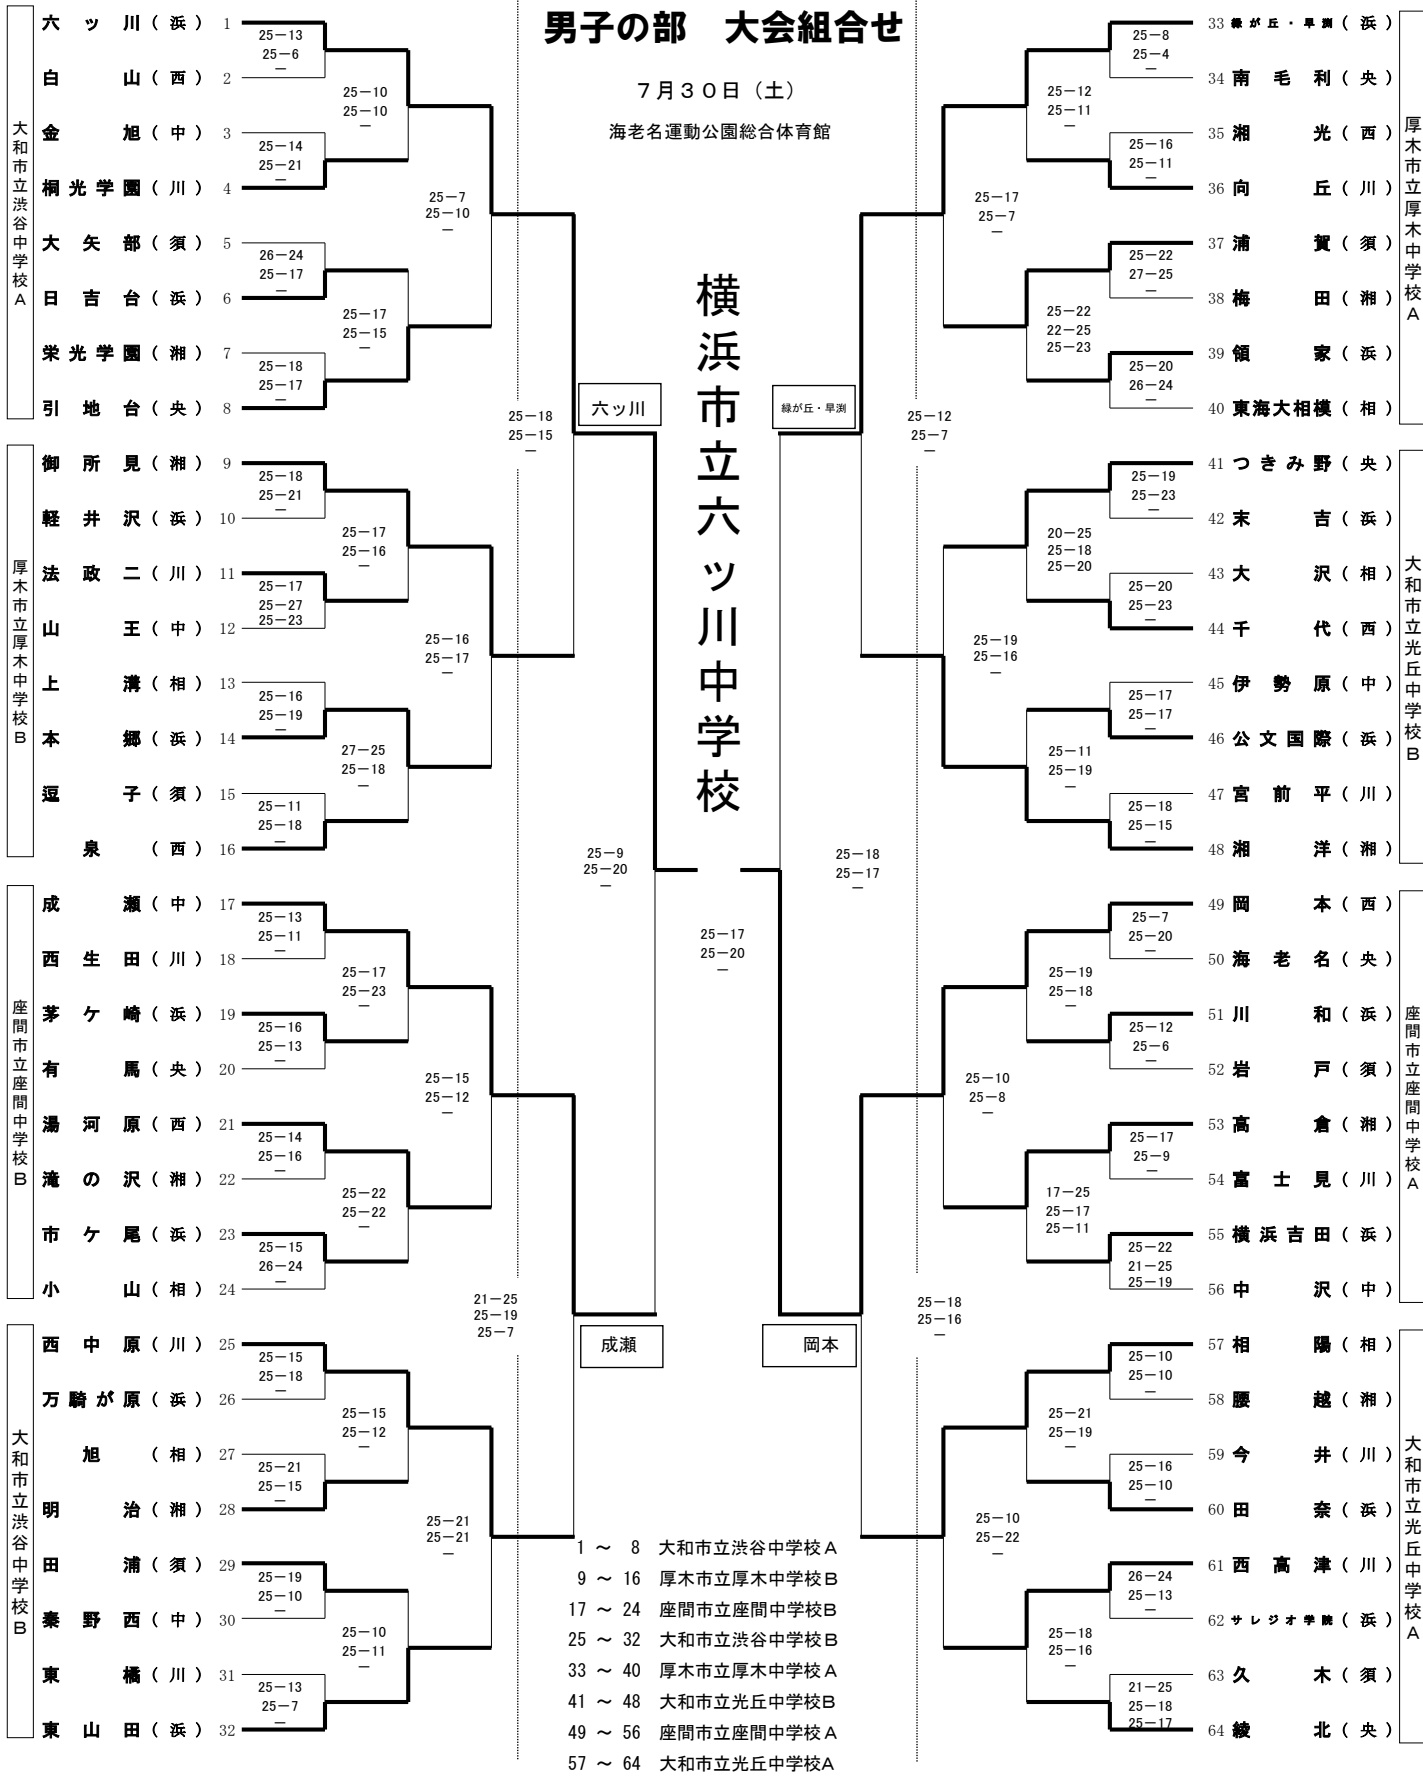 男子の部 大会組合せ
7月30日(土)
海老名運動公園総合体育館
横浜市立六ッ川中学校
大和市立渋谷中学校A
六ッ川(浜) 1
25-13
25-6
―
白山(西) 2
25-10
25-10
―
金旭(中) 3
25-14
25-21
―
桐光学園(川) 4
25-7
25-10
―
大矢部(須) 5
26-24
25-17
―
日吉台(浜) 6
25-17
25-15
―
栄光学園(湘) 7
25-18
25-17
―
引地台(央) 8
25-18
25-15
―
六ッ川
厚木市立厚木中学校B
御所見(湘) 9
25-18
25-21
―
軽井沢(浜) 10
25-17
25-16
―
法政二(川) 11
25-17
25-27
25-23
山王(中) 12
25-16
25-17
―
上溝(相) 13
25-16
25-19
―
本郷(浜) 14
27-25
25-18
―
逗子(須) 15
25-11
25-18
―
泉(西) 16
25-9
25-20
―
座間市立座間中学校B
成瀬(中) 17
25-13
25-11
―
西生田(川) 18
25-17
25-23
―
茅ケ崎(浜) 19
25-16
25-13
―
有馬(央) 20
25-15
25-12
―
湯河原(西) 21
25-14
25-16
―
滝の沢(湘) 22
25-22
25-22
―
市ケ尾(浜) 23
25-15
26-24
―
小山(相) 24
21-25
25-19
25-7
成瀬
大和市立渋谷中学校B
西中原(川) 25
25-15
25-18
―
万騎が原(浜) 26
25-15
25-12
―
旭(相) 27
25-21
25-15
―
明治(湘) 28
25-21
25-21
―
田浦(須) 29
25-19
25-10
―
秦野西(中) 30
25-10
25-11
―
東橘(川) 31
25-13
25-7
―
東山田(浜) 32
25-17
25-20
―
厚木市立厚木中学校A
33 緑が丘・早渕(浜)
25-8
25-4
―
34 南毛利(央)
25-12
25-11
―
35 湘光(西)
25-16
25-11
―
36 向丘(川)
25-17
25-7
―
37 浦賀(須)
25-22
27-25
―
38 梅田(湘)
25-22
22-25
25-23
39 領家(浜)
25-20
26-24
―
40 東海大相模(相)
25-12
25-7
―
緑が丘・早渕
大和市立光丘中学校B
41 つきみ野(央)
25-19
25-23
―
42 末吉(浜)
20-25
25-18
25-20
43 大沢(相)
25-20
25-23
―
44 千代(西)
25-19
25-16
―
45 伊勢原(中)
25-17
25-17
―
46 公文国際(浜)
25-11
25-19
―
47 宮前平(川)
25-18
25-15
―
48 湘洋(湘)
25-18
25-17
―
座間市立座間中学校A
49 岡本(西)
25-7
25-20
―
50 海老名(央)
25-19
25-18
―
51 川和(浜)
25-12
25-6
―
52 岩戸(須)
25-10
25-8
―
53 高倉(湘)
25-17
25-9
―
54 富士見(川)
17-25
25-17
25-11
55 横浜吉田(浜)
25-22
21-25
25-19
56 中沢(中)
25-18
25-16
―
岡本
大和市立光丘中学校A
57 相陽(相)
25-10
25-10
―
58 腰越(湘)
25-21
25-19
―
59 今井(川)
25-16
25-10
―
60 田奈(浜)
25-10
25-22
―
61 西高津(川)
26-24
25-13
―
62 サレジオ学院(浜)
25-18
25-16
―
63 久木(須)
21-25
25-18
25-17
64 綾北(央)
1 ~ 8 大和市立渋谷中学校A
9 ~ 16 厚木市立厚木中学校B
17 ~ 24 座間市立座間中学校B
25 ~ 32 大和市立渋谷中学校B
33 ~ 40 厚木市立厚木中学校A
41 ~ 48 大和市立光丘中学校B
49 ~ 56 座間市立座間中学校A
57 ~ 64 大和市立光丘中学校A